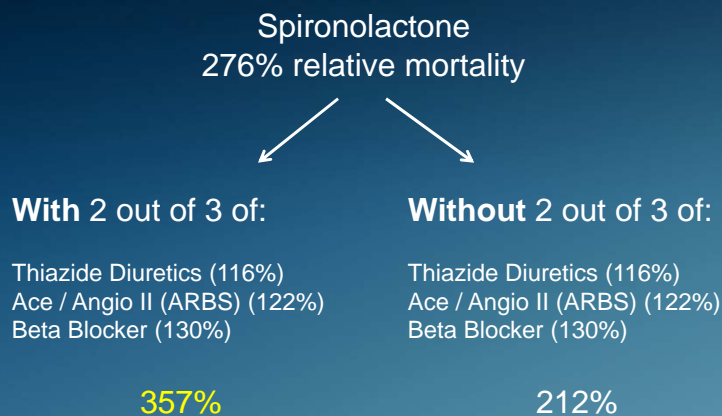 Spironolactone
276% relative mortality
With 2 out of 3 of:
Thiazide Diuretics (116%)
Ace / Angio II (ARBS) (122%)
Beta Blocker (130%)
357%
Without 2 out of 3 of:
Thiazide Diuretics (116%)
Ace / Angio II (ARBS) (122%)
Beta Blocker (130%)
212%